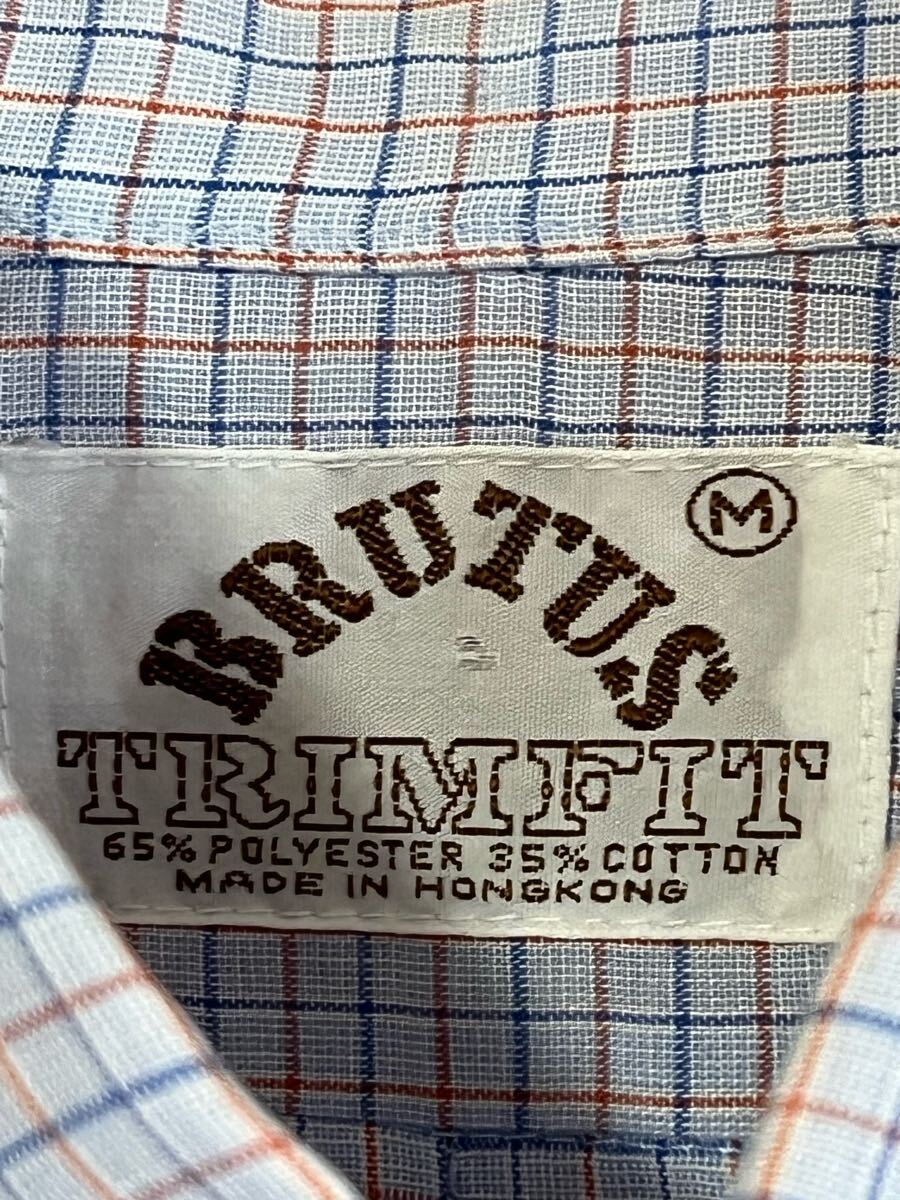 BRUTUS
M
TRIMFIT
65% POLYESTER 35% COTTON
MADE IN HONGKONG